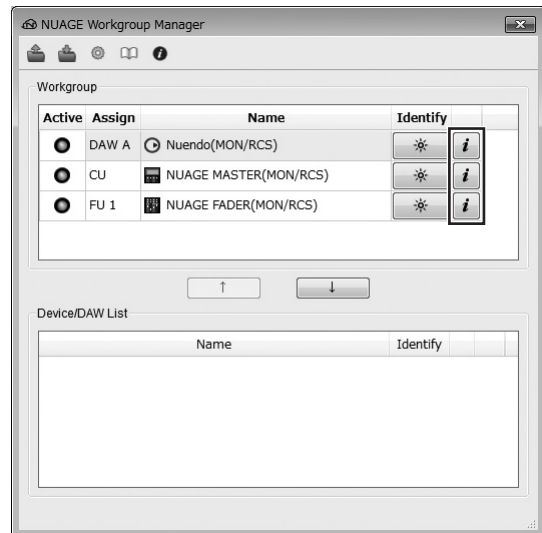 NUAGE Workgroup Manager
Workgroup
Active Assign Name Identify
DAW A Nuendo(MON/RCS) i
CU NUAGE MASTER(MON/RCS) i
FU 1 NUAGE FADER(MON/RCS) i
↑ ↓
Device/DAW List
Name Identify